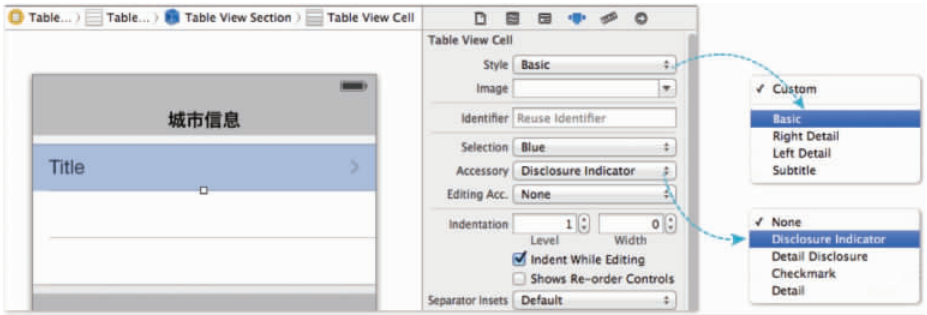 Table... ⟩ Table... ⟩ Table View Section ⟩ Table View Cell
城市信息
Title
Table View Cell
Style Basic
Image
Identifier Reuse Identifier
Selection Blue
Accessory Disclosure Indicator
Editing Acc. None
Indentation 1 0
Level Width
Indent While Editing
Shows Re-order Controls
Separator Insets Default
✓ Custom
Basic
Right Detail
Left Detail
Subtitle
✓ None
Disclosure Indicator
Detail Disclosure
Checkmark
Detail